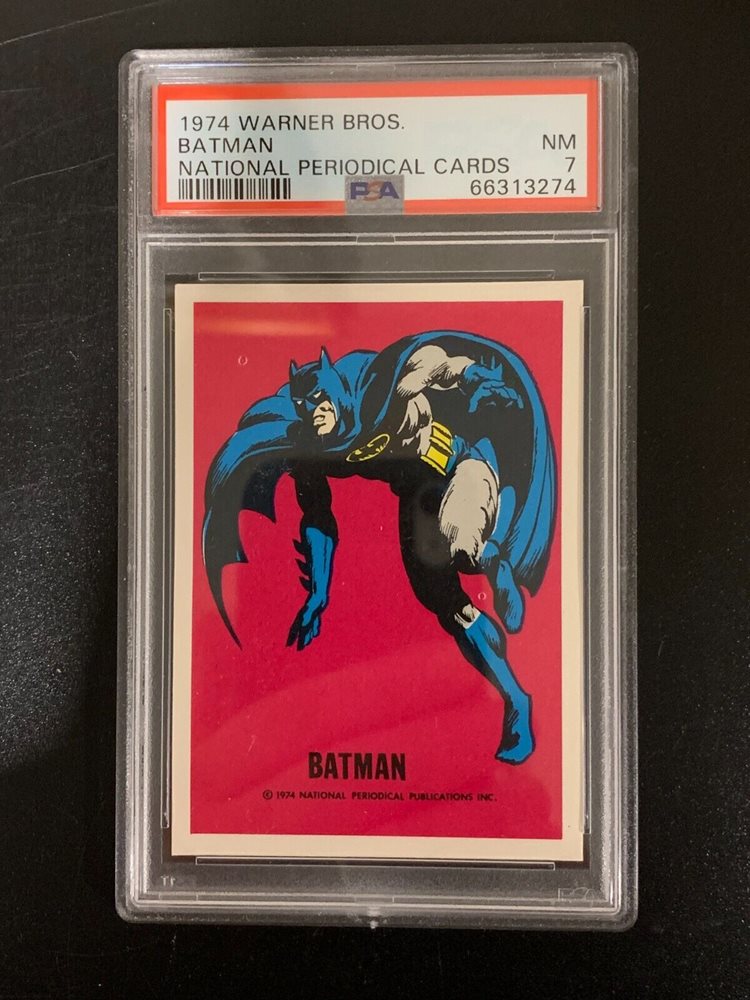 1974 WARNER BROS.
BATMAN NM
NATIONAL PERIODICAL CARDS 7
PSA 66313274
BATMAN
© 1974 NATIONAL PERIODICAL PUBLICATIONS INC.